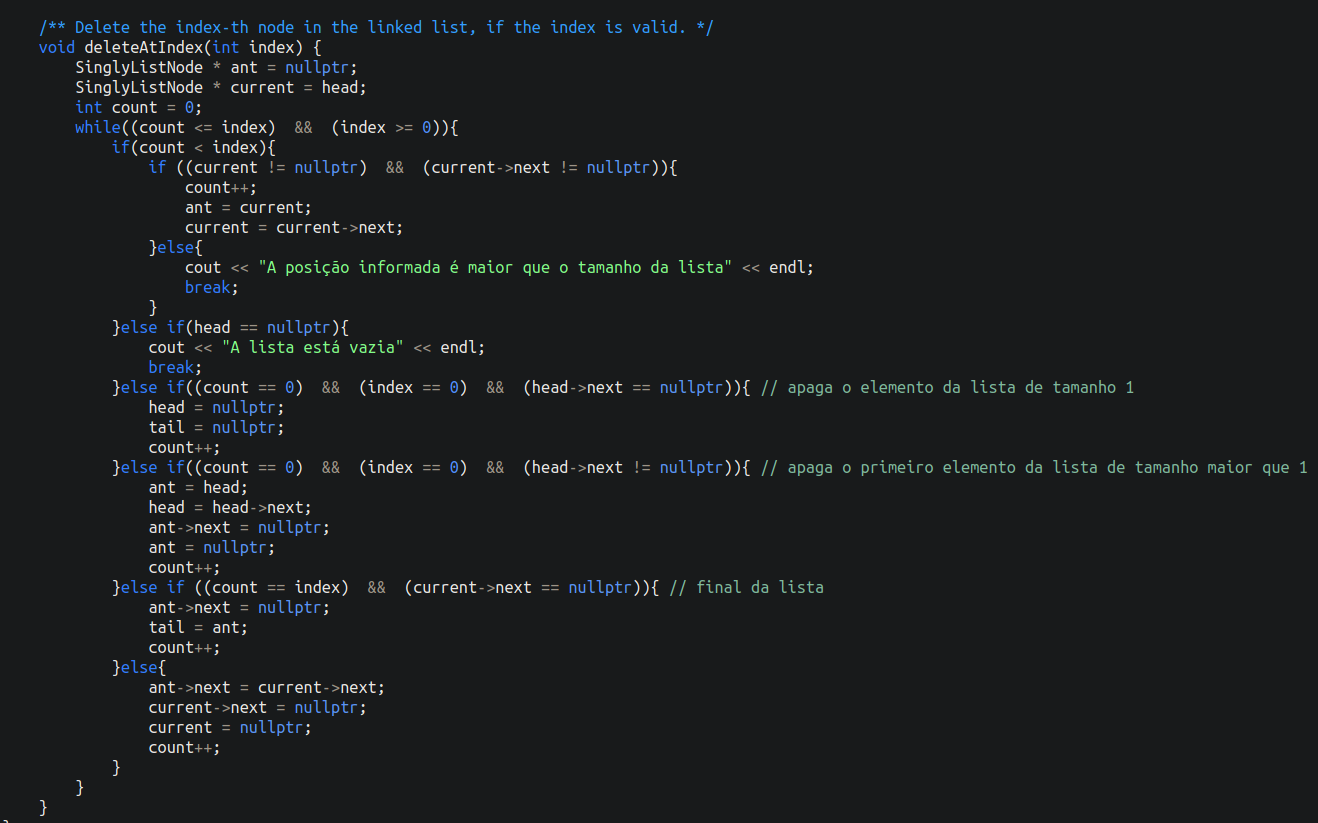 /** Delete the index-th node in the linked list, if the index is valid. */
void deleteAtIndex(int index) {
SinglyListNode * ant = nullptr;
SinglyListNode * current = head;
int count = 0;
while((count <= index)  &&  (index >= 0)){
if(count < index){
if ((current != nullptr)  &&  (current->next != nullptr)){
count++;
ant = current;
current = current->next;
}else{
cout << "A posição informada é maior que o tamanho da lista" << endl;
break;
}
}else if(head == nullptr){
cout << "A lista está vazia" << endl;
break;
}else if((count == 0)  &&  (index == 0)  &&  (head->next == nullptr)){ // apaga o elemento da lista de tamanho 1
head = nullptr;
tail = nullptr;
count++;
}else if((count == 0)  &&  (index == 0)  &&  (head->next != nullptr)){ // apaga o primeiro elemento da lista de tamanho maior que 1
ant = head;
head = head->next;
ant->next = nullptr;
ant = nullptr;
count++;
}else if ((count == index)  &&  (current->next == nullptr)){ // final da lista
ant->next = nullptr;
tail = ant;
count++;
}else{
ant->next = current->next;
current->next = nullptr;
current = nullptr;
count++;
}
}
}